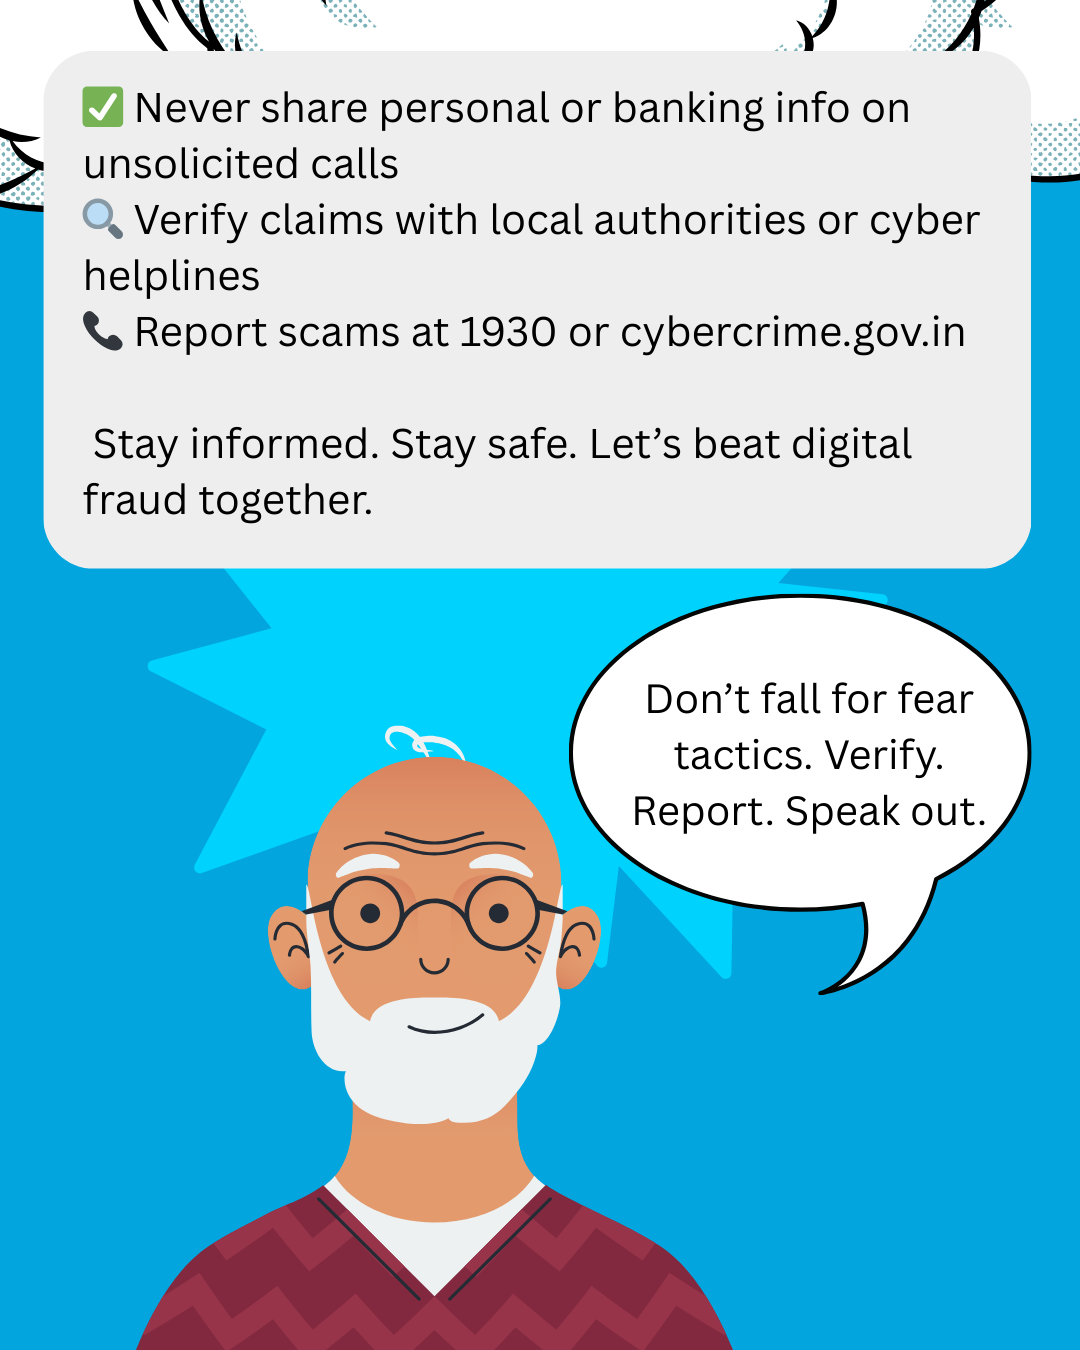 ✅ Never share personal or banking info on
unsolicited calls
🔍 Verify claims with local authorities or cyber
helplines
📞 Report scams at 1930 or cybercrime.gov.in
Stay informed. Stay safe. Let’s beat digital
fraud together.
Don’t fall for fear
tactics. Verify.
Report. Speak out.